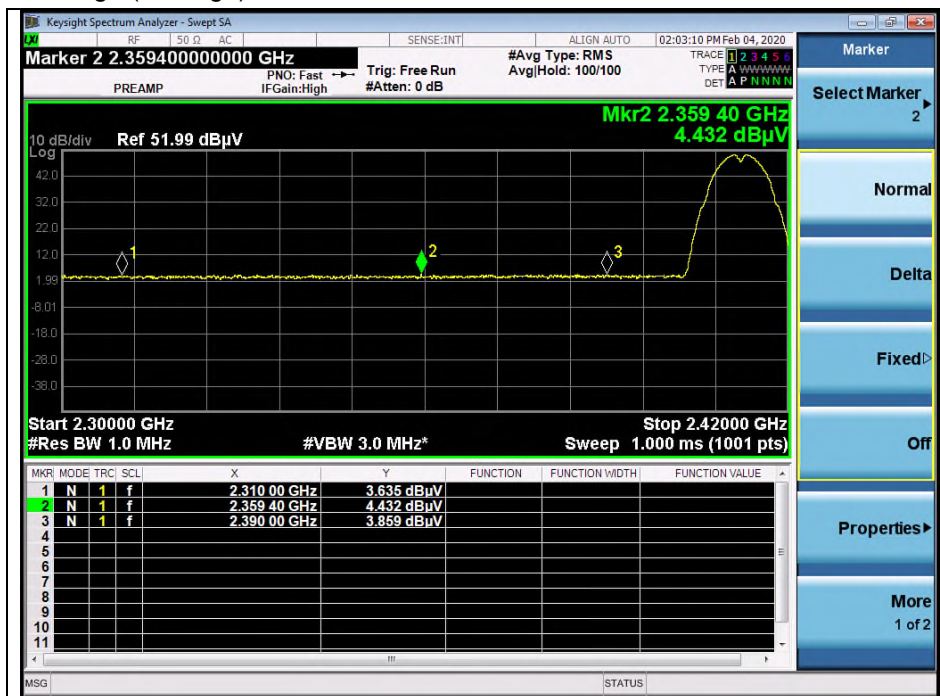 Keysight Spectrum Analyzer - Swept SA
LXI RF 50 Ω AC SENSE:INT ALIGN AUTO 02:03:10 PM Feb 04, 2020
Marker 2 2.359400000000 GHz
PREAMP
PNO: Fast
IFGain:High
Trig: Free Run
#Atten: 0 dB
#Avg Type: RMS
Avg|Hold: 100/100
TRACE 1 2 3 4 5 6
TYPE A WWWWW
DET A P N N N N
Mkr2 2.359 40 GHz
4.432 dBµV
10 dB/div Ref 51.99 dBµV
Log
42.0
32.0
22.0
12.0
1.99
-8.01
-18.0
-28.0
-38.0
1
2
3
Start 2.30000 GHz Stop 2.42000 GHz
#Res BW 1.0 MHz #VBW 3.0 MHz* Sweep 1.000 ms (1001 pts)
MKR MODE TRC SCL X Y FUNCTION FUNCTION WIDTH FUNCTION VALUE
1 N 1 f 2.310 00 GHz 3.635 dBµV
2 N 1 f 2.359 40 GHz 4.432 dBµV
3 N 1 f 2.390 00 GHz 3.859 dBµV
4
5
6
7
8
9
10
11
MSG STATUS
Marker
Select Marker
2
Normal
Delta
Fixed
Off
Properties
More
1 of 2